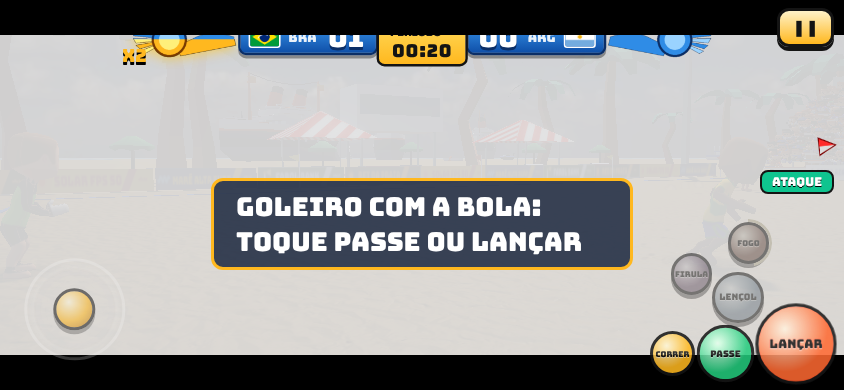 BRA 01
00 ARG
00:20
X2
ATAQUE
GOLEIRO COM A BOLA:
TOQUE PASSE OU LANÇAR
FOGO
FIRULA
LENÇOL
CORRER
PASSE
LANÇAR